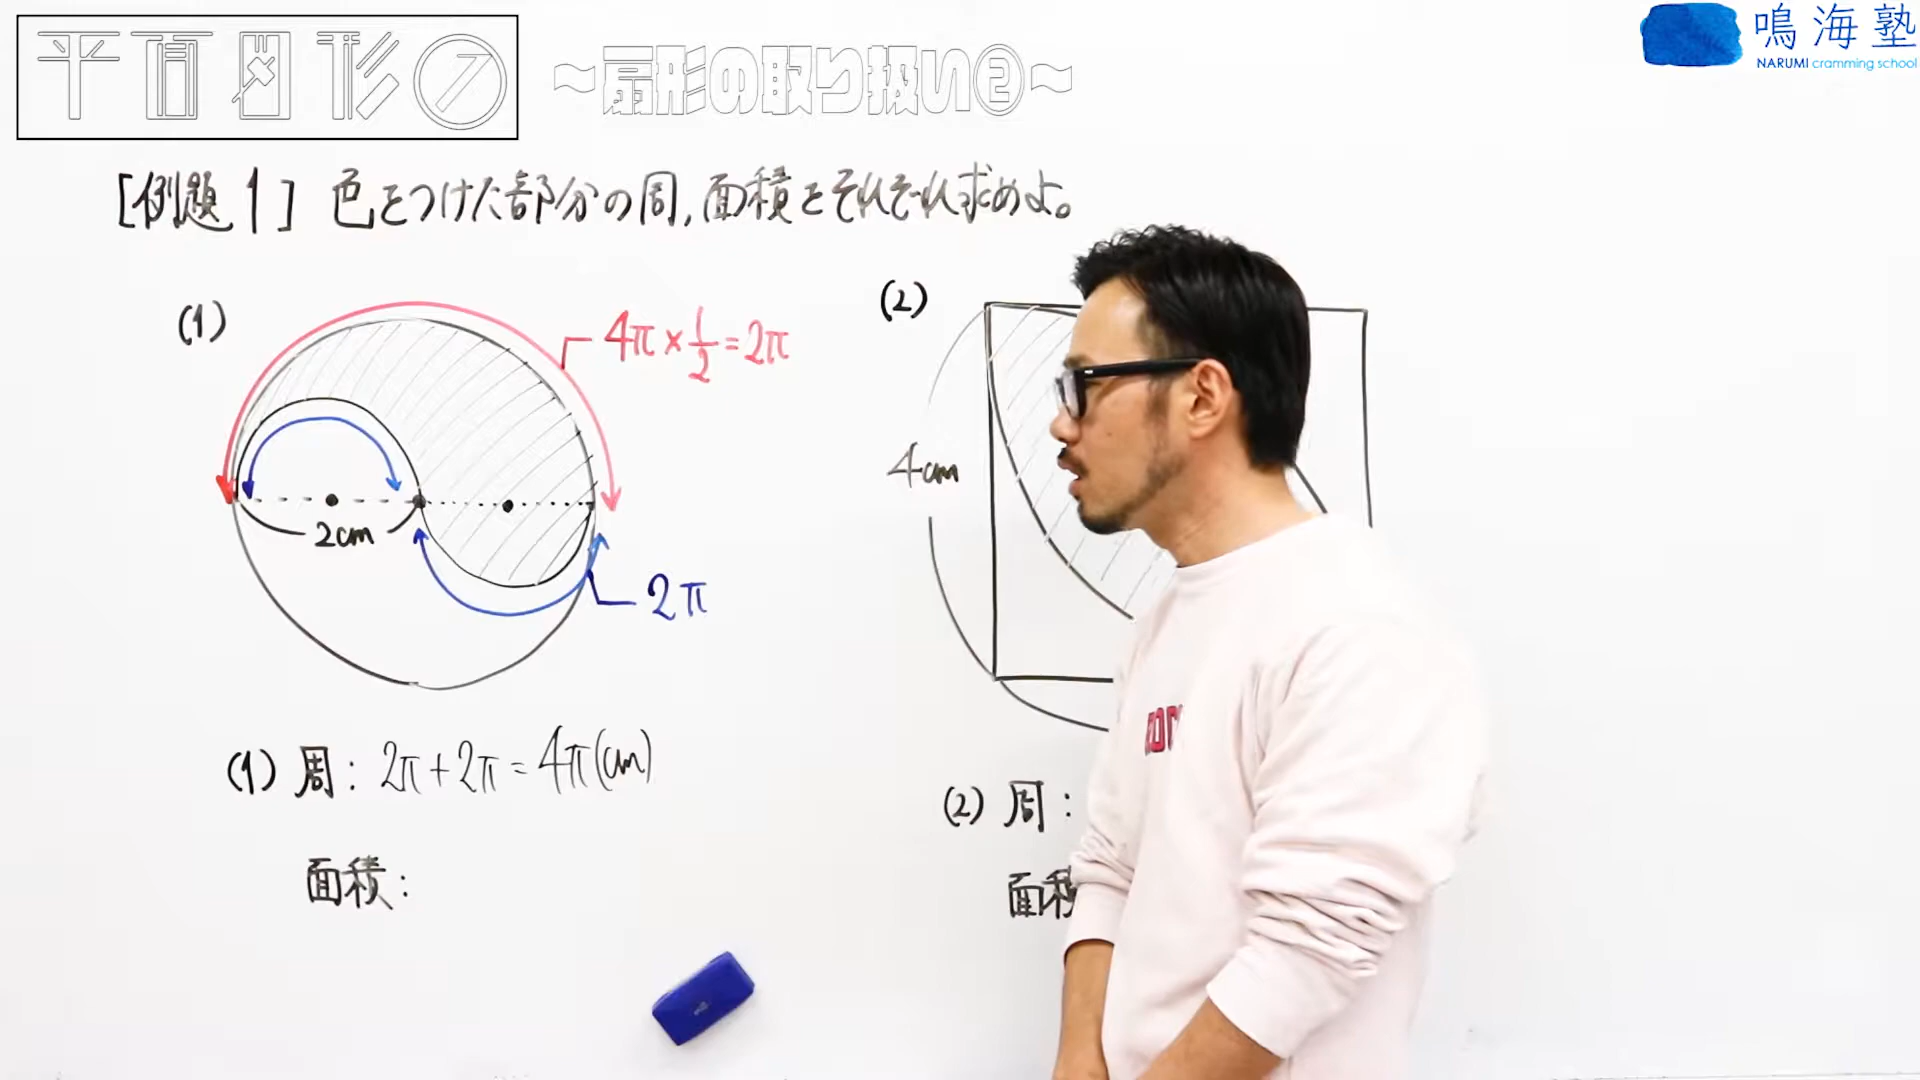 平面図形⑦
~扇形の取り扱い②~
鳴海塾
NARUMI cramming school
[例題1] 色をつけた部分の周,面積をそれぞれ求めよ。
(1)
4π×1/2=2π
2cm
2π
(2)
4cm
(1) 周: 2π+2π=4π(cm)
面積:
(2) 周:
面積